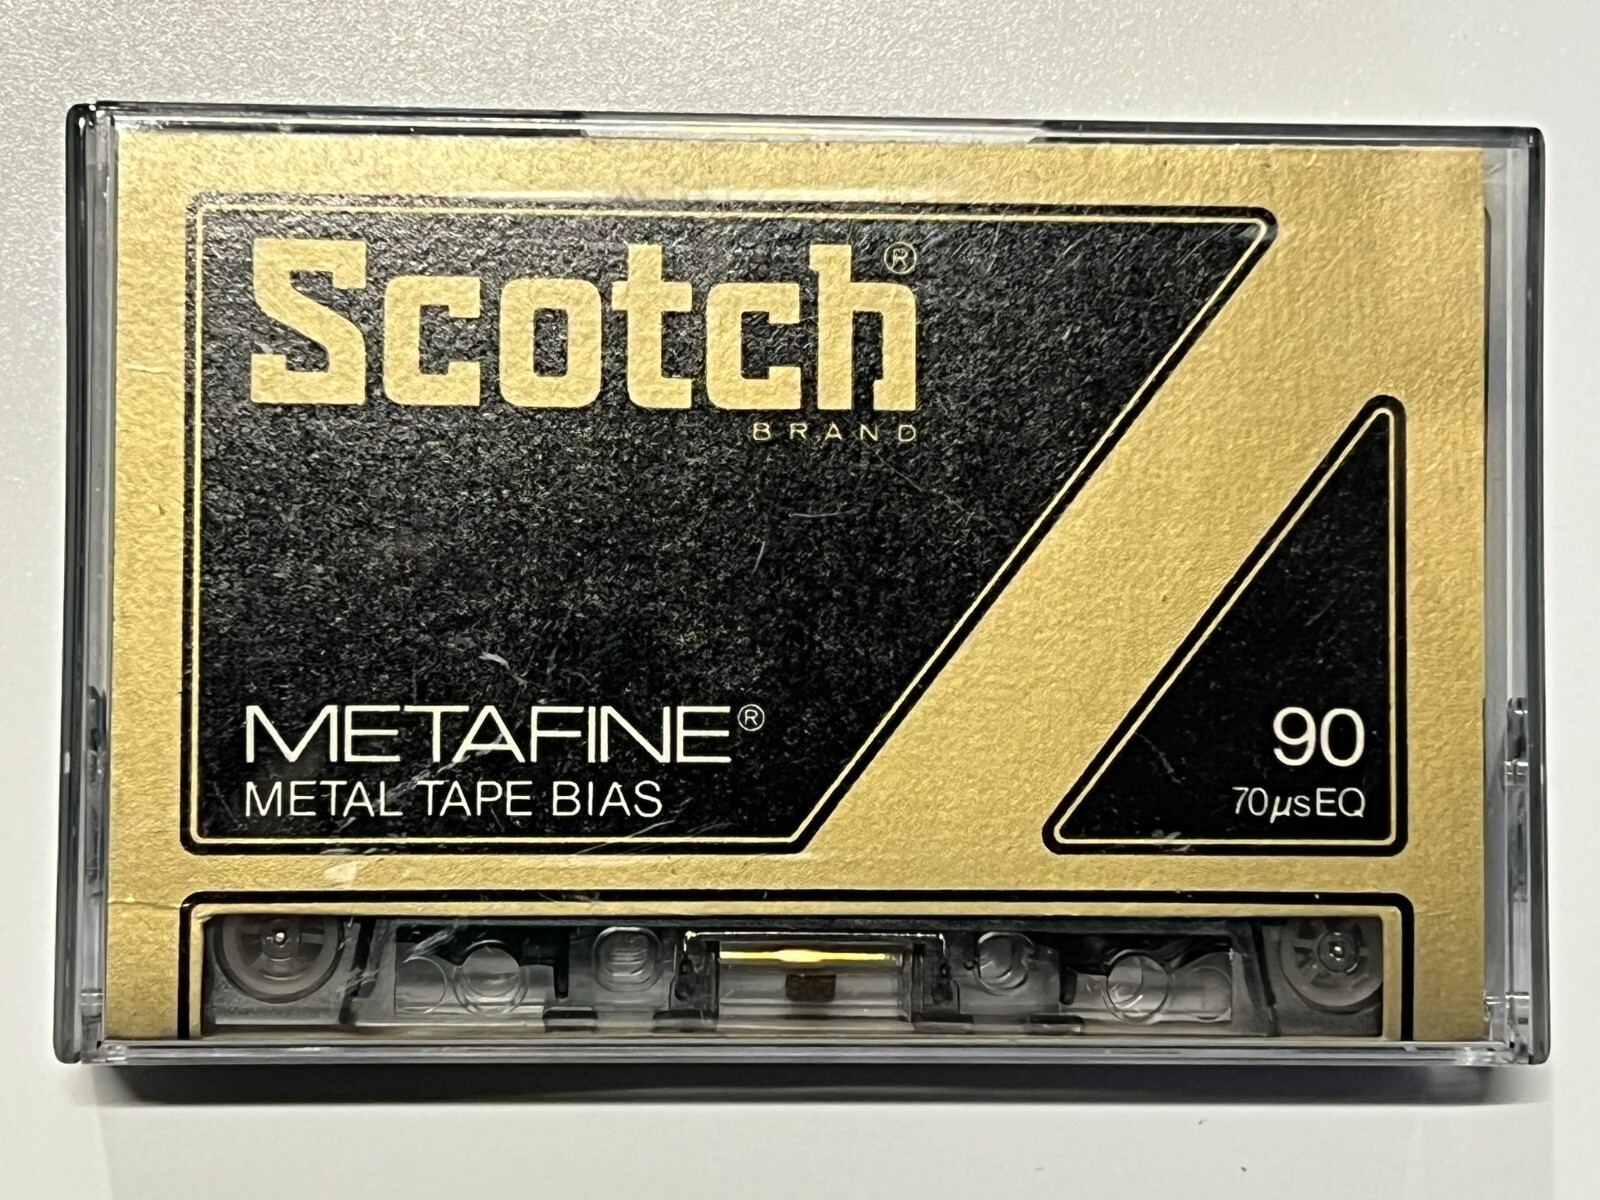 Scotch®
BRAND
METAFINE®
METAL TAPE BIAS
90
70µsEQ